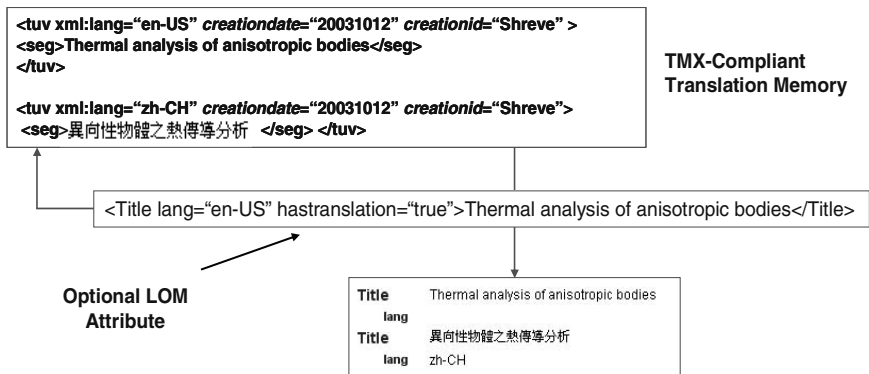 <tuv xml:lang=“en-US” creationdate=“20031012” creationid=“Shreve” >
<seg>Thermal analysis of anisotropic bodies</seg>
</tuv>
<tuv xml:lang=“zh-CH” creationdate=“20031012” creationid=“Shreve”>
<seg>異向性物體之熱傳導分析 </seg> </tuv>
TMX-Compliant
Translation Memory
<Title lang=“en-US” hastranslation=“true”>Thermal analysis of anisotropic bodies</Title>
Optional LOM
Attribute
Title Thermal analysis of anisotropic bodies
lang
Title 異向性物體之熱傳導分析
lang zh-CH